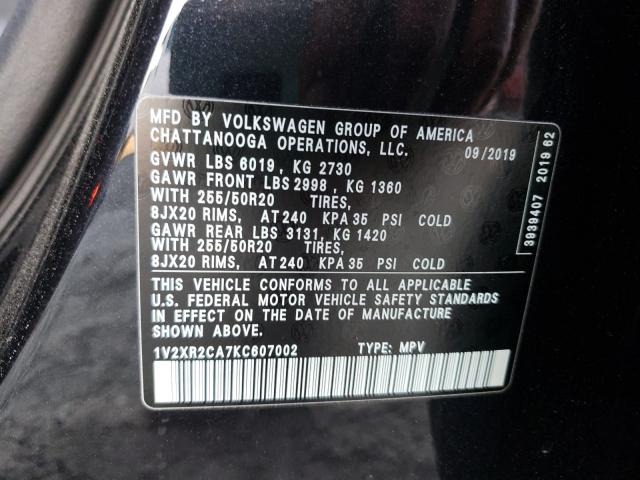 MFD BY VOLKSWAGEN GROUP OF AMERICA
CHATTANOOGA OPERATIONS, LLC. 09/2019
GVWR LBS 6019 , KG 2730
GAWR FRONT LBS 2998 , KG 1360
WITH 255/50R20 TIRES,
8JX20 RIMS, AT 240 KPA 35 PSI COLD
GAWR REAR LBS 3131, KG 1420
WITH 255/50R20 TIRES,
8JX20 RIMS, AT 240 KPA 35 PSI COLD
THIS VEHICLE CONFORMS TO ALL APPLICABLE
U.S. FEDERAL MOTOR VEHICLE SAFETY STANDARDS
IN EFFECT ON THE DATE OF MANUFACTURE
SHOWN ABOVE.
1V2XR2CA7KC607002 TYPE: MPV
3939407 2019 62